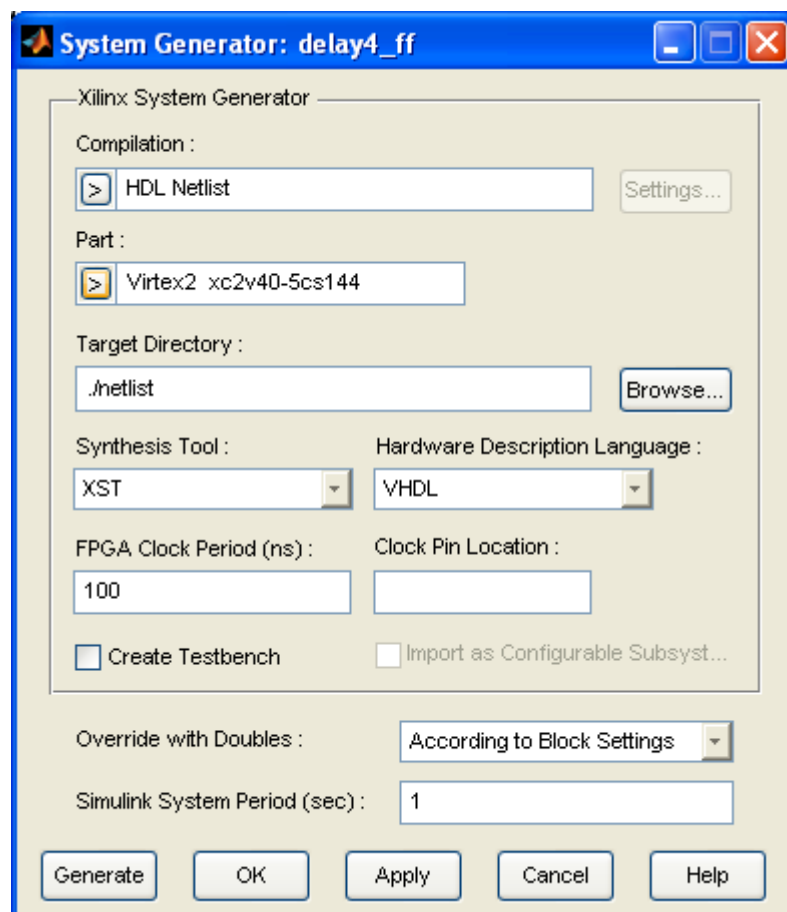 System Generator: delay4_ff
Xilinx System Generator
Compilation :
> HDL Netlist Settings...
Part :
> Virtex2 xc2v40-5cs144
Target Directory :
./netlist Browse...
Synthesis Tool : Hardware Description Language :
XST VHDL
FPGA Clock Period (ns) : Clock Pin Location :
100
Create Testbench Import as Configurable Subsyst...
Override with Doubles : According to Block Settings
Simulink System Period (sec) : 1
Generate OK Apply Cancel Help